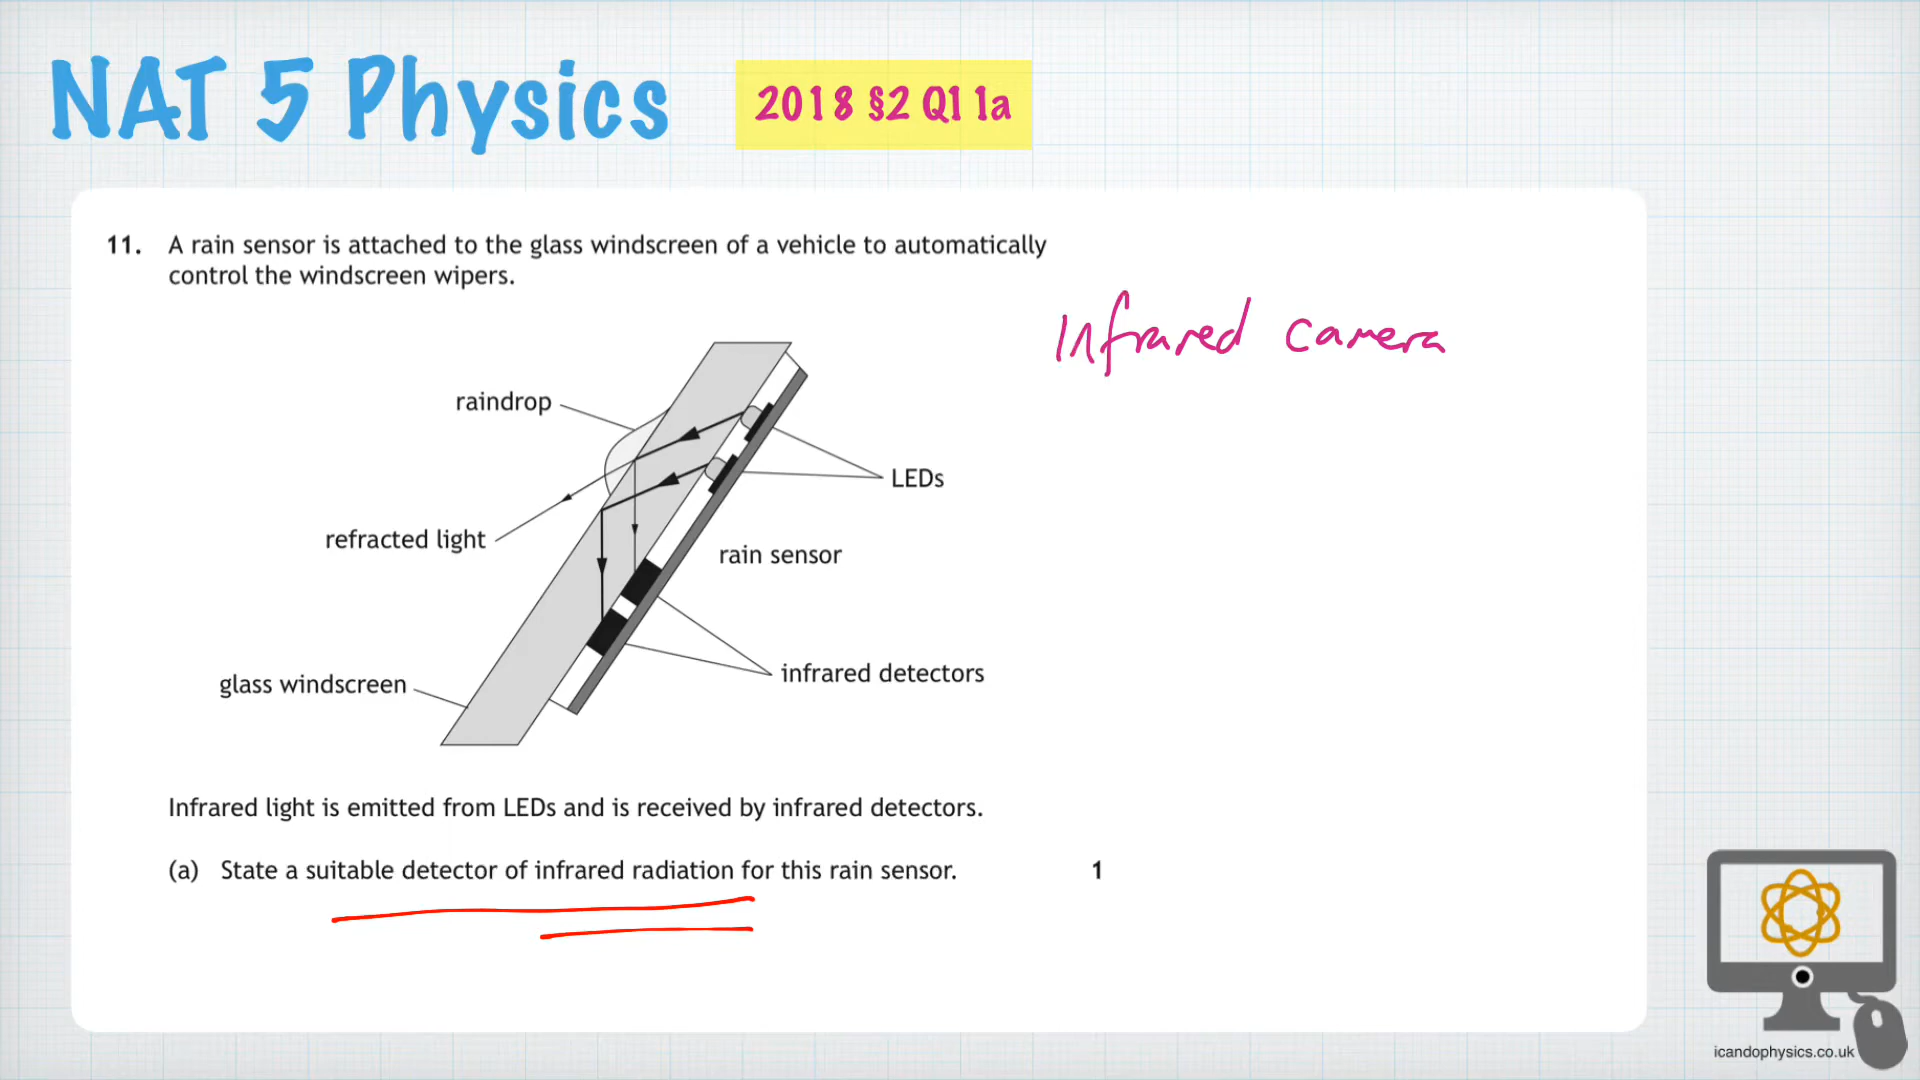 NAT 5 Physics
2018 §2 Q11a
11. A rain sensor is attached to the glass windscreen of a vehicle to automatically
control the windscreen wipers.
Infrared camera
raindrop
LEDs
refracted light
rain sensor
infrared detectors
glass windscreen
Infrared light is emitted from LEDs and is received by infrared detectors.
(a) State a suitable detector of infrared radiation for this rain sensor. 1
icandophysics.co.uk